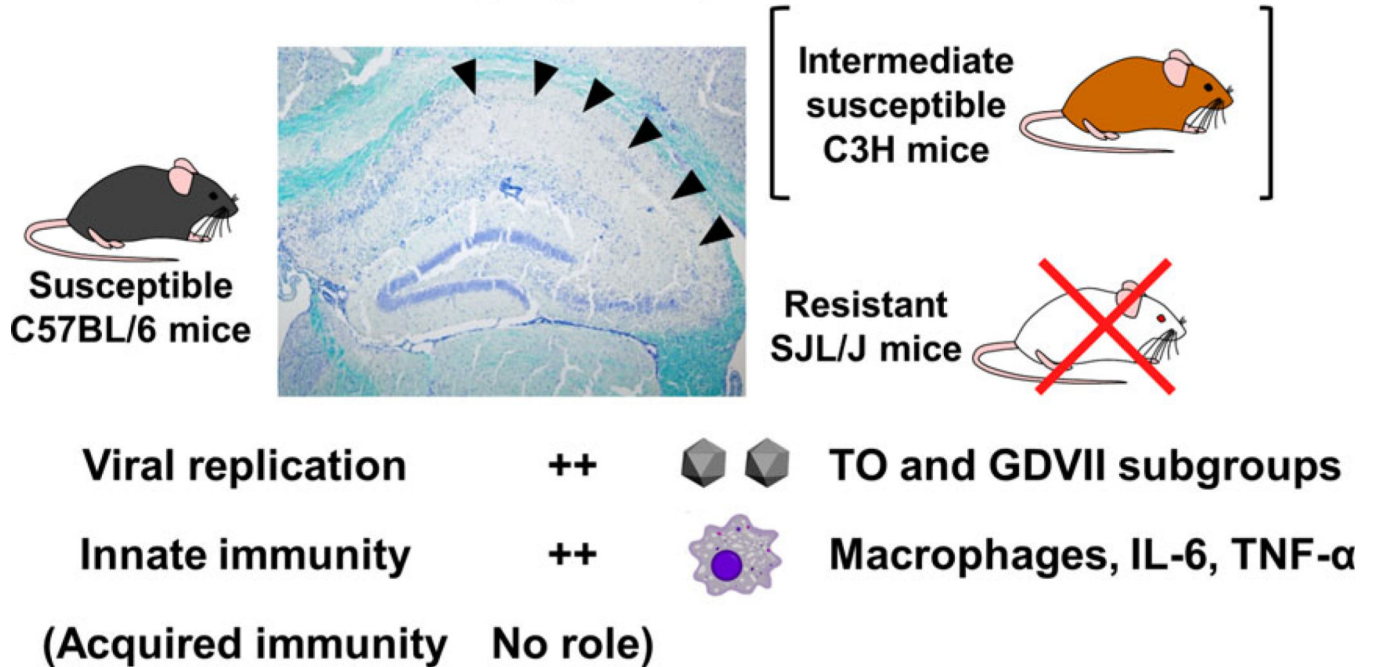 Susceptible
C57BL/6 mice
Intermediate
susceptible
C3H mice
Resistant
SJL/J mice
Viral replication ++ TO and GDVII subgroups
Innate immunity ++ Macrophages, IL-6, TNF-α
(Acquired immunity No role)